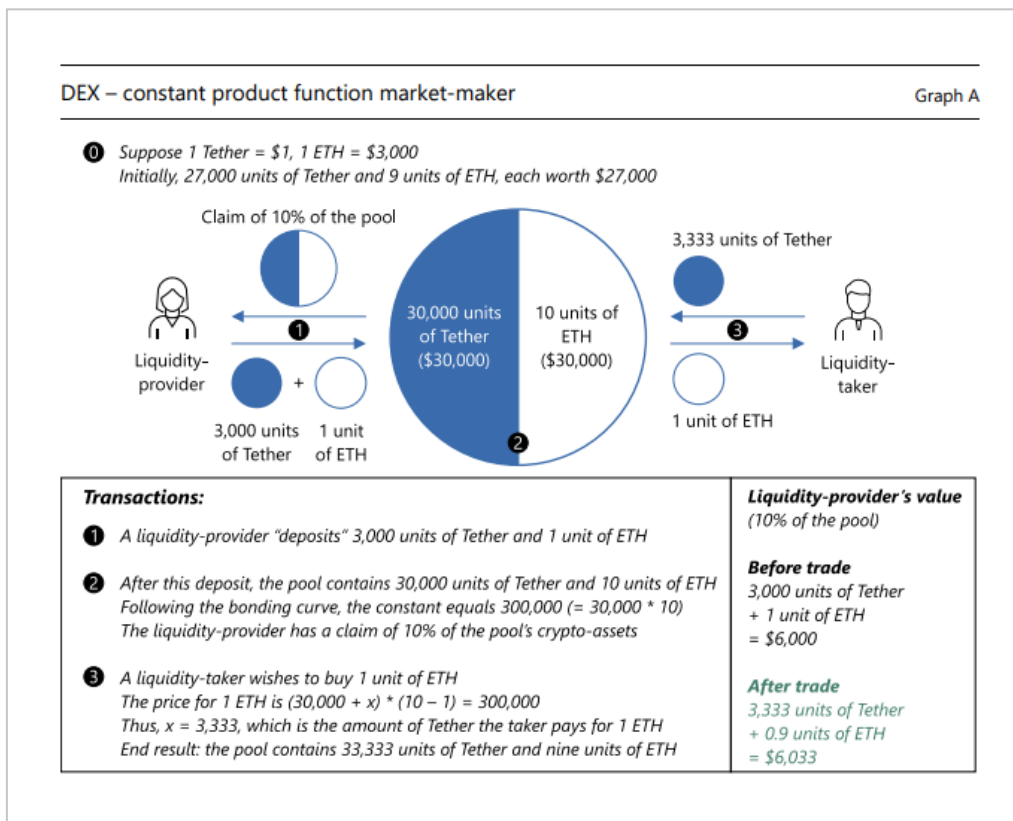 DEX – constant product function market-maker
Graph A
0 Suppose 1 Tether = $1, 1 ETH = $3,000
Initially, 27,000 units of Tether and 9 units of ETH, each worth $27,000
Claim of 10% of the pool
1
Liquidity-
provider
+
3,000 units
of Tether
1 unit
of ETH
30,000 units
of Tether
($30,000)
10 units of
ETH
($30,000)
2
3,333 units of Tether
3
Liquidity-
taker
1 unit of ETH
Transactions:
1 A liquidity-provider "deposits" 3,000 units of Tether and 1 unit of ETH
2 After this deposit, the pool contains 30,000 units of Tether and 10 units of ETH
Following the bonding curve, the constant equals 300,000 (= 30,000 * 10)
The liquidity-provider has a claim of 10% of the pool's crypto-assets
3 A liquidity-taker wishes to buy 1 unit of ETH
The price for 1 ETH is (30,000 + x) * (10 – 1) = 300,000
Thus, x = 3,333, which is the amount of Tether the taker pays for 1 ETH
End result: the pool contains 33,333 units of Tether and nine units of ETH
Liquidity-provider's value
(10% of the pool)
Before trade
3,000 units of Tether
+ 1 unit of ETH
= $6,000
After trade
3,333 units of Tether
+ 0.9 units of ETH
= $6,033